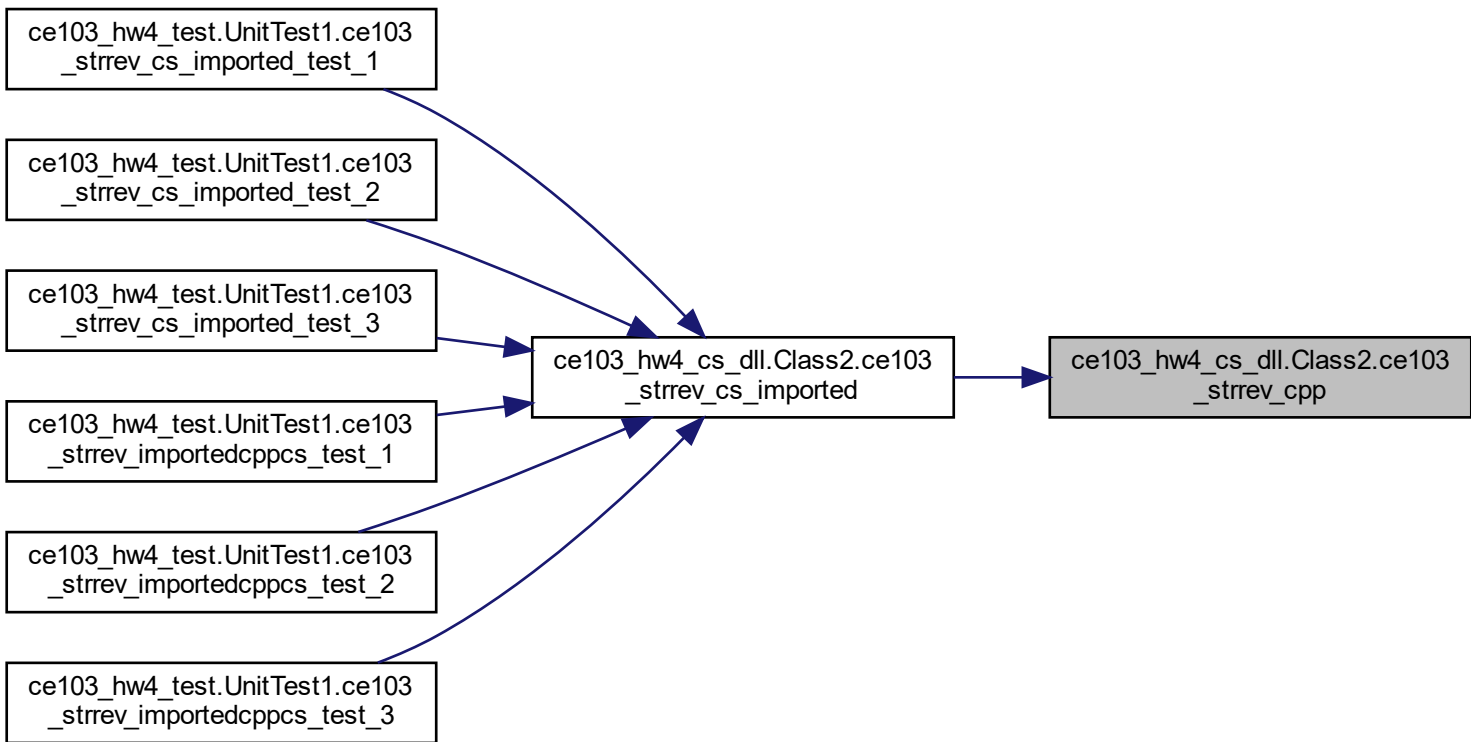 ce103_hw4_test.UnitTest1.ce103
_strrev_cs_imported_test_1
ce103_hw4_test.UnitTest1.ce103
_strrev_cs_imported_test_2
ce103_hw4_test.UnitTest1.ce103
_strrev_cs_imported_test_3
ce103_hw4_cs_dll.Class2.ce103
_strrev_cs_imported
ce103_hw4_cs_dll.Class2.ce103
_strrev_cpp
ce103_hw4_test.UnitTest1.ce103
_strrev_importedcppcs_test_1
ce103_hw4_test.UnitTest1.ce103
_strrev_importedcppcs_test_2
ce103_hw4_test.UnitTest1.ce103
_strrev_importedcppcs_test_3